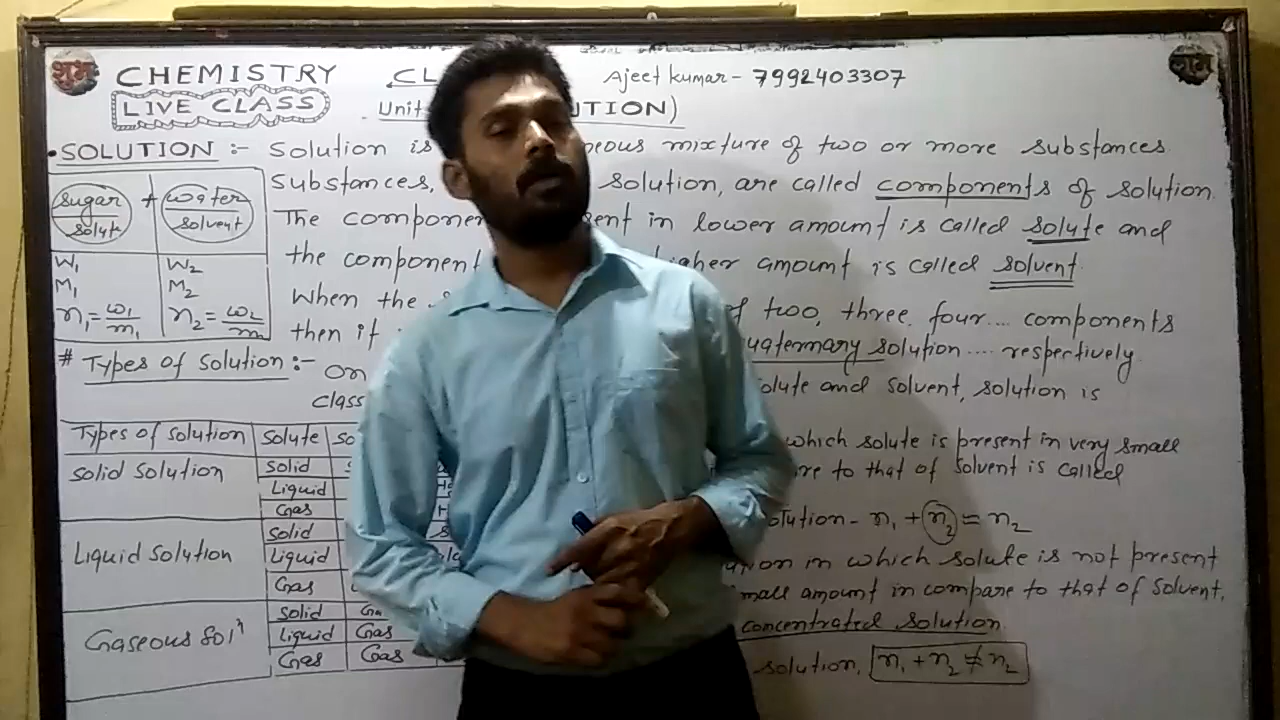 शुभ CHEMISTRY CL Ajeet kumar - 7992403307 लाभ
LIVE CLASS Unit UTION)
• SOLUTION :- Solution is eous mixture of two or more substances.
Substances, solution, are called components of solution.
The componen ent in lower amount is called solute and
the component igher amount is called solvent.
When the of two, three, four.... components
then if uaternary solution .... respectively
Sugar + water
Solut Solvent
W₁ W₂
M₁ M₂
n₁ = w₁/m₁ n₂ = w₂/m
# Types of Solution :-
On olute and solvent, solution is
class
Types of Solution Solute So
Solid Solution Solid
Liquid
Gas
Liquid Solution Solid
Liquid
Gas
Gaseous Solⁿ Solid Ga
Liquid Gas
Gas Gas
which solute is present in very small
re to that of solvent is called
olution - n₁ + n₂ = n₂
tion in which solute is not present
mall amount in compare to that of solvent,
concentrated solution
solution, n₁ + n₂ ≠ n₂